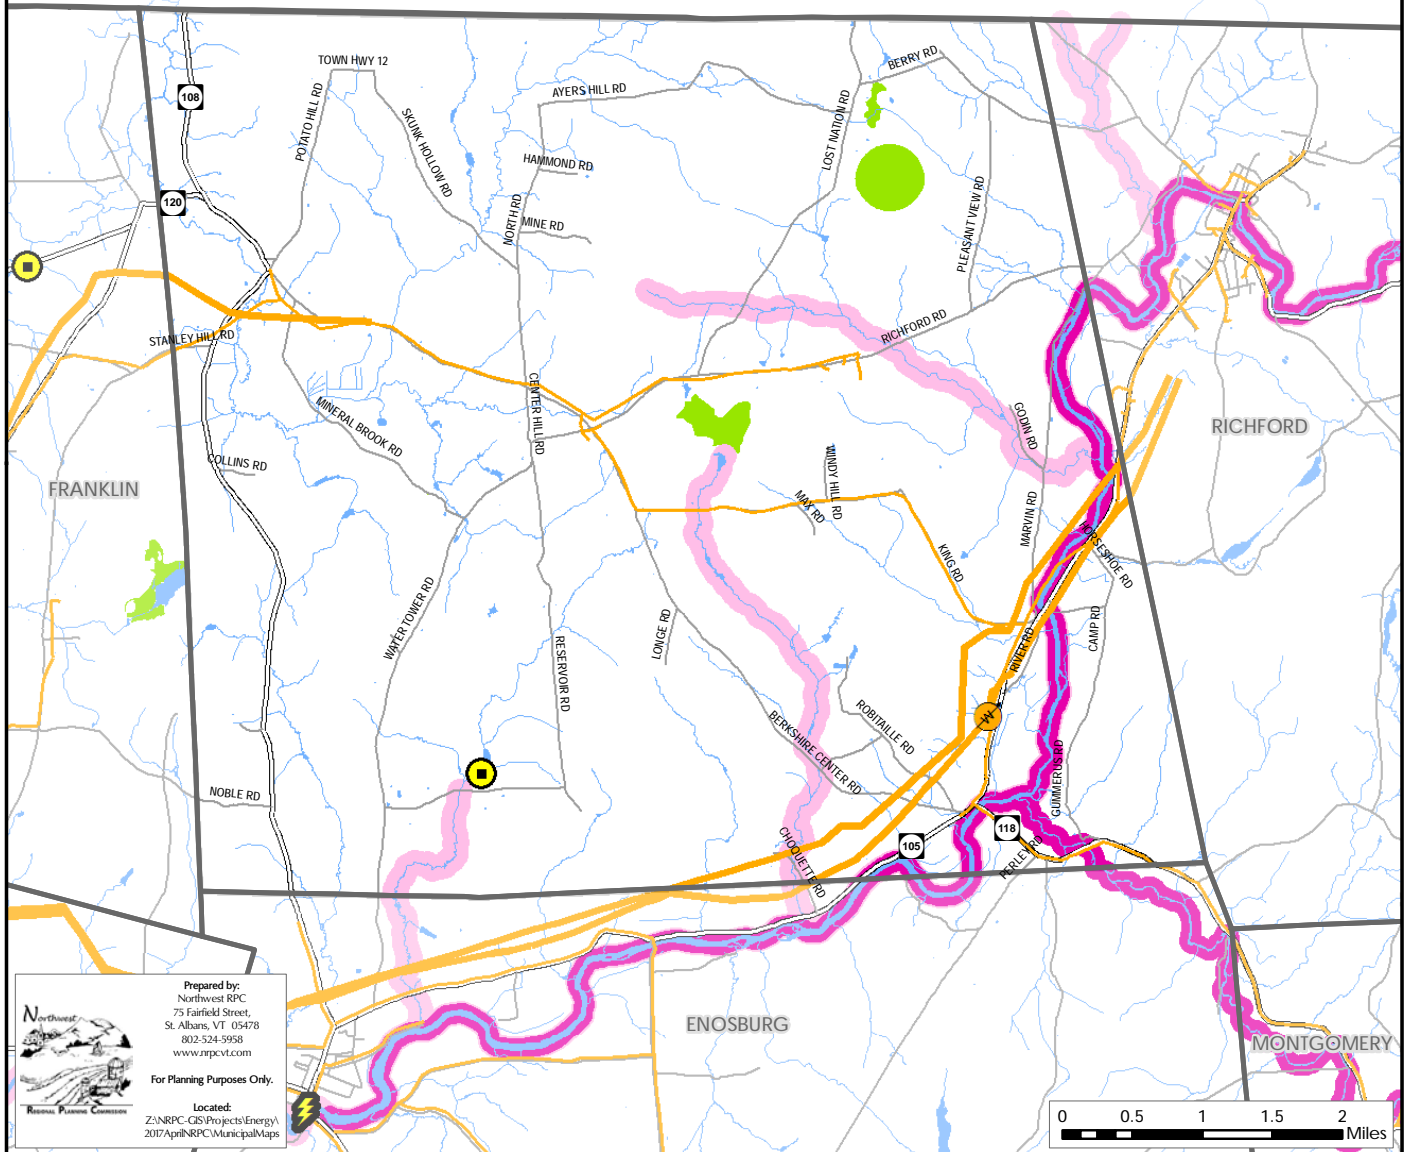 TOWN HWY 12
BERRY RD
108
AYERS HILL RD
POTATO HILL RD
SKUNK HOLLOW RD
LOST NATION RD
HAMMOND RD
120
NORTH RD
MINE RD
PLEASANT VIEW RD
STANLEY HILL RD
RICHFORD RD
CENTER HILL RD
MINERAL BROOK RD
GODIN RD
RICHFORD
COLLINS RD
WINDY HILL RD
FRANKLIN
MAX RD
MARVIN RD
HORSESHOE RD
KING RD
WATER TOWER RD
LONGE RD
CAMP RD
RIVER RD
RESERVOIR RD
W
ROBITAILLE RD
BERKSHIRE CENTER RD
GUMMERUS RD
NOBLE RD
118
105
CHOQUETTE RD
PERLEY RD
ENOSBURG
MONTGOMERY
Northwest
REGIONAL PLANNING COMMISSION
Prepared by:
Northwest RPC
75 Fairfield Street,
St. Albans, VT 05478
802-524-5958
www.nrpcvt.com
For Planning Purposes Only.
Located:
Z:\NRPC-GIS\Projects\Energy\
2017AprilNRPC\MunicipalMaps
0 0.5 1 1.5 2
Miles